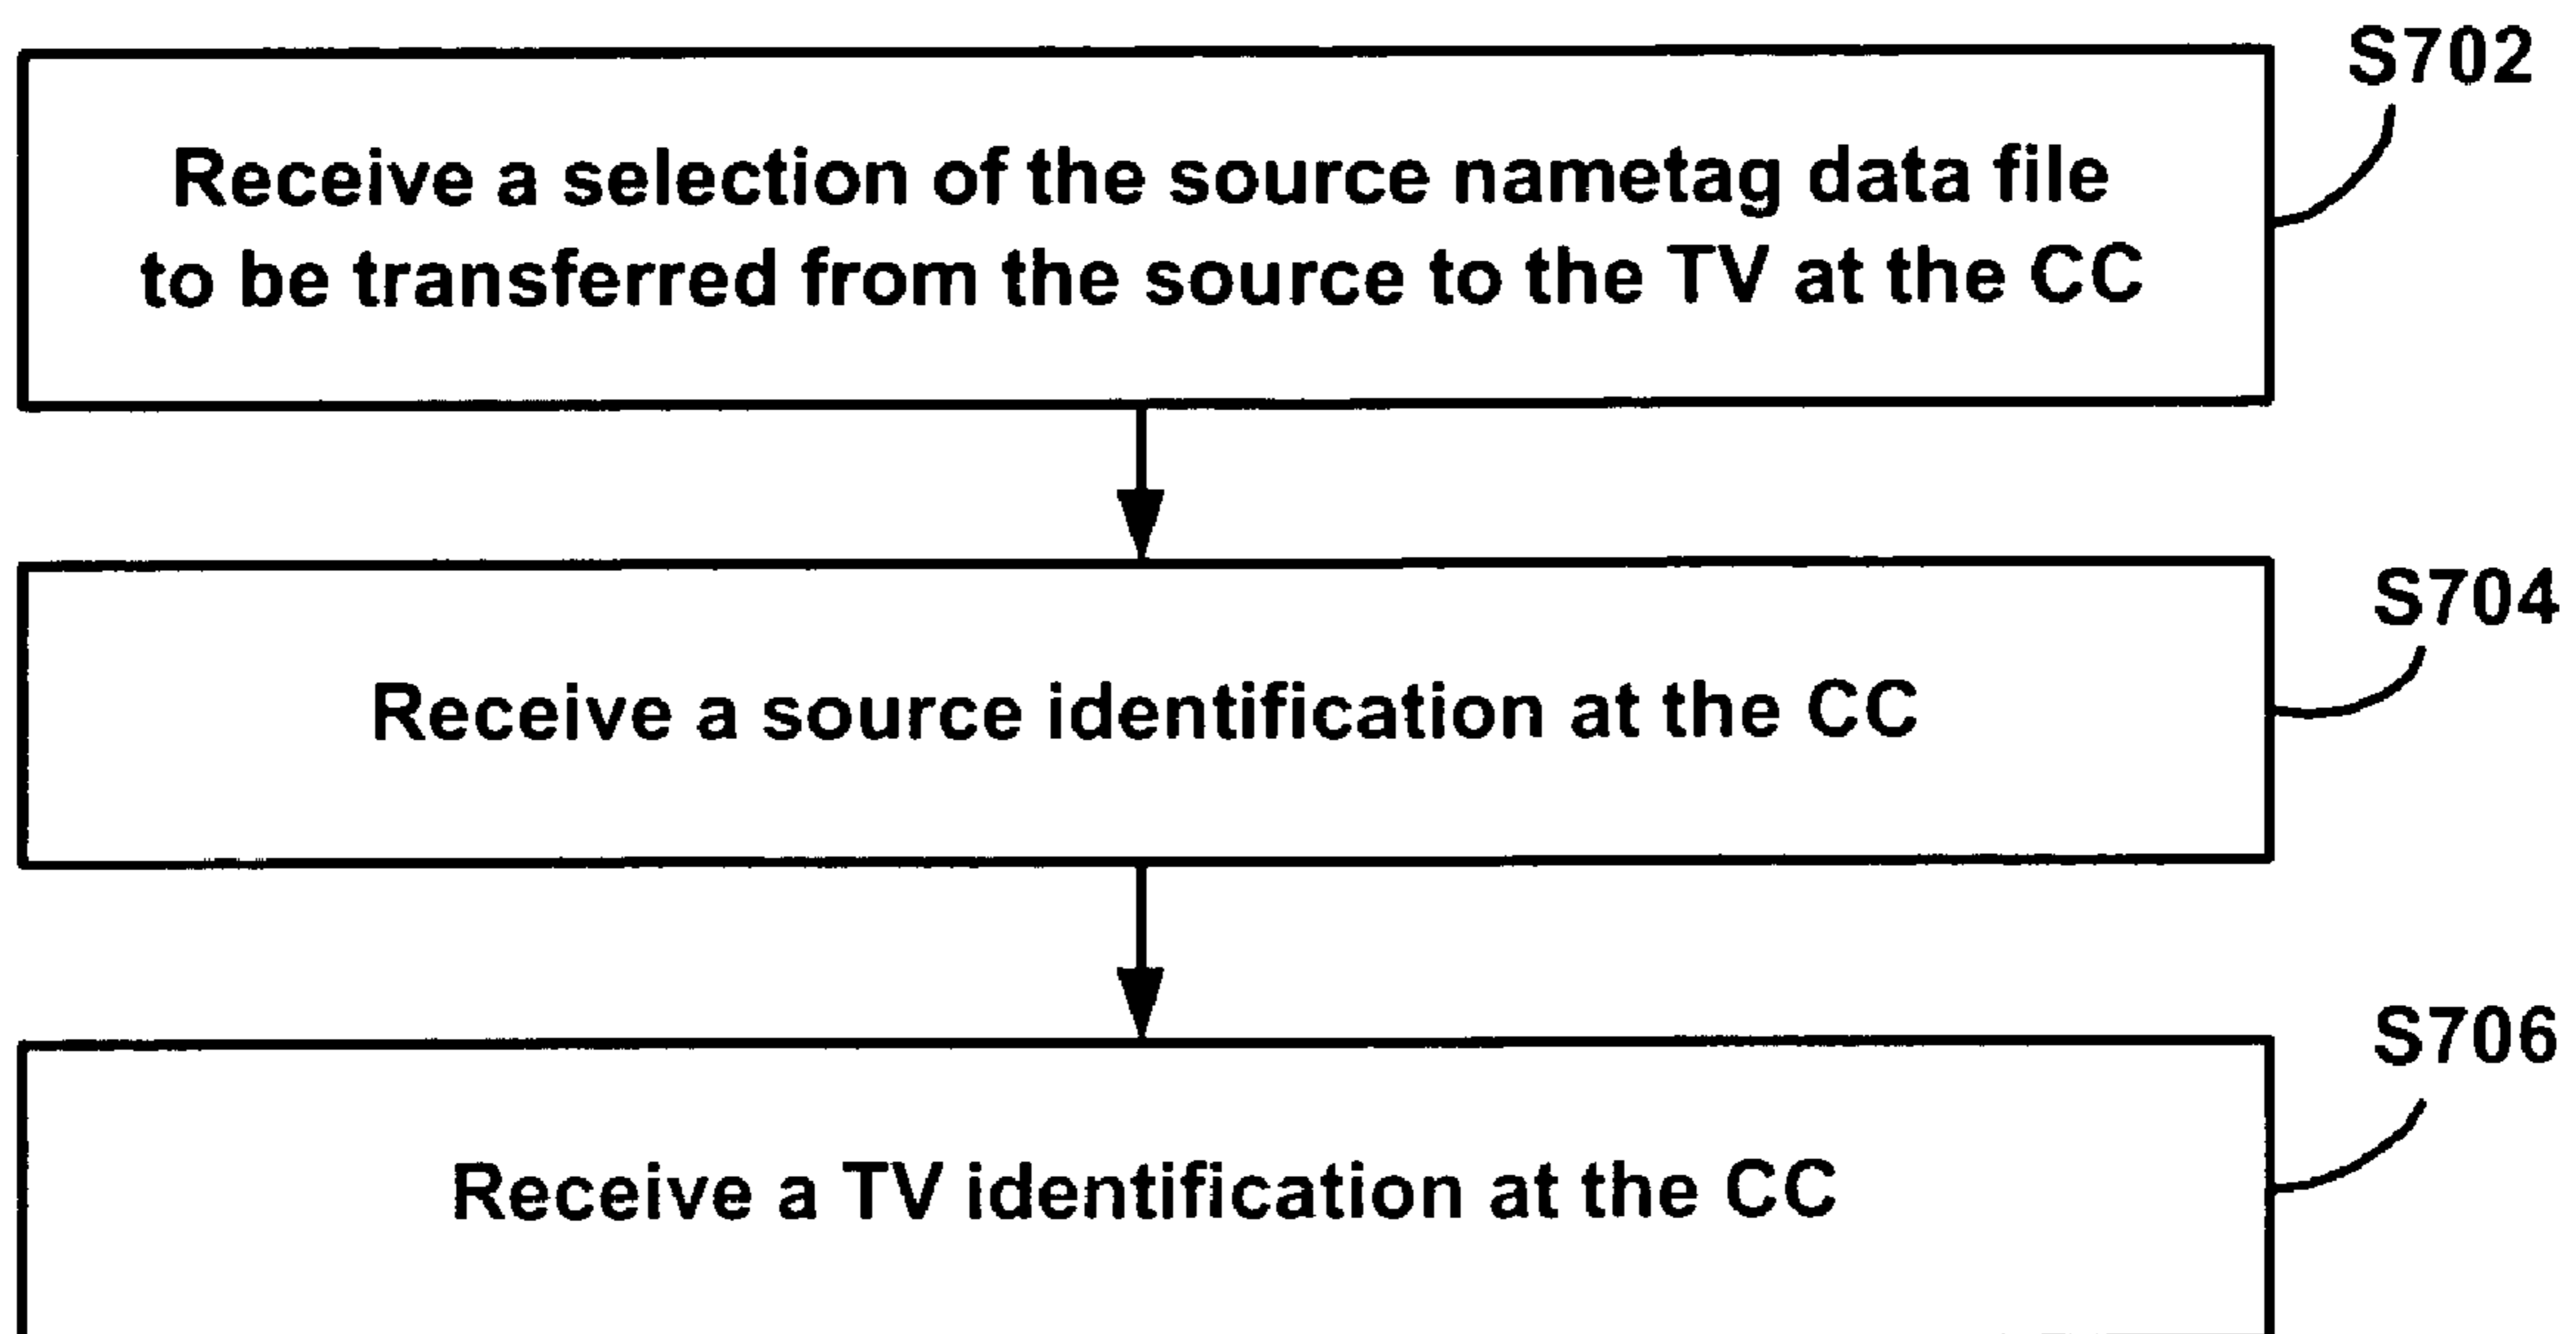 S702
Receive a selection of the source nametag data file
to be transferred from the source to the TV at the CC
S704
Receive a source identification at the CC
S706
Receive a TV identification at the CC